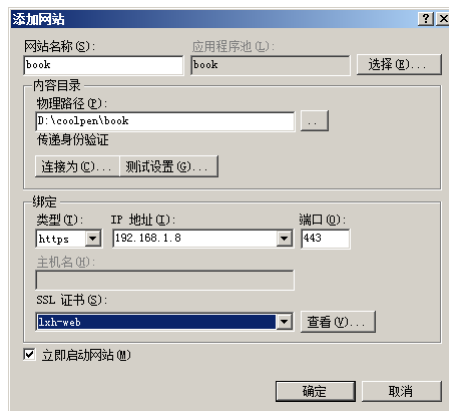 添加网站
网站名称(S): 应用程序池(L):
book book 选择(E)...
内容目录
物理路径(P):
D:\coolpen\book ..
传递身份验证
连接为(C)... 测试设置(G)...
绑定
类型(T): IP 地址(I): 端口(O):
https 192.168.1.8 443
主机名(H):
SSL 证书(S):
lxh-web 查看(V)...
立即启动网站(M)
确定 取消